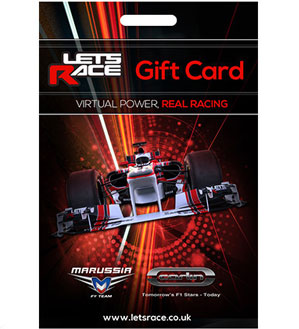 LETS
RACE
Gift Card
VIRTUAL POWER, REAL RACING
MARUSSIA
F1 TEAM
Tomorrow's F1 Stars - Today
www.letsrace.co.uk